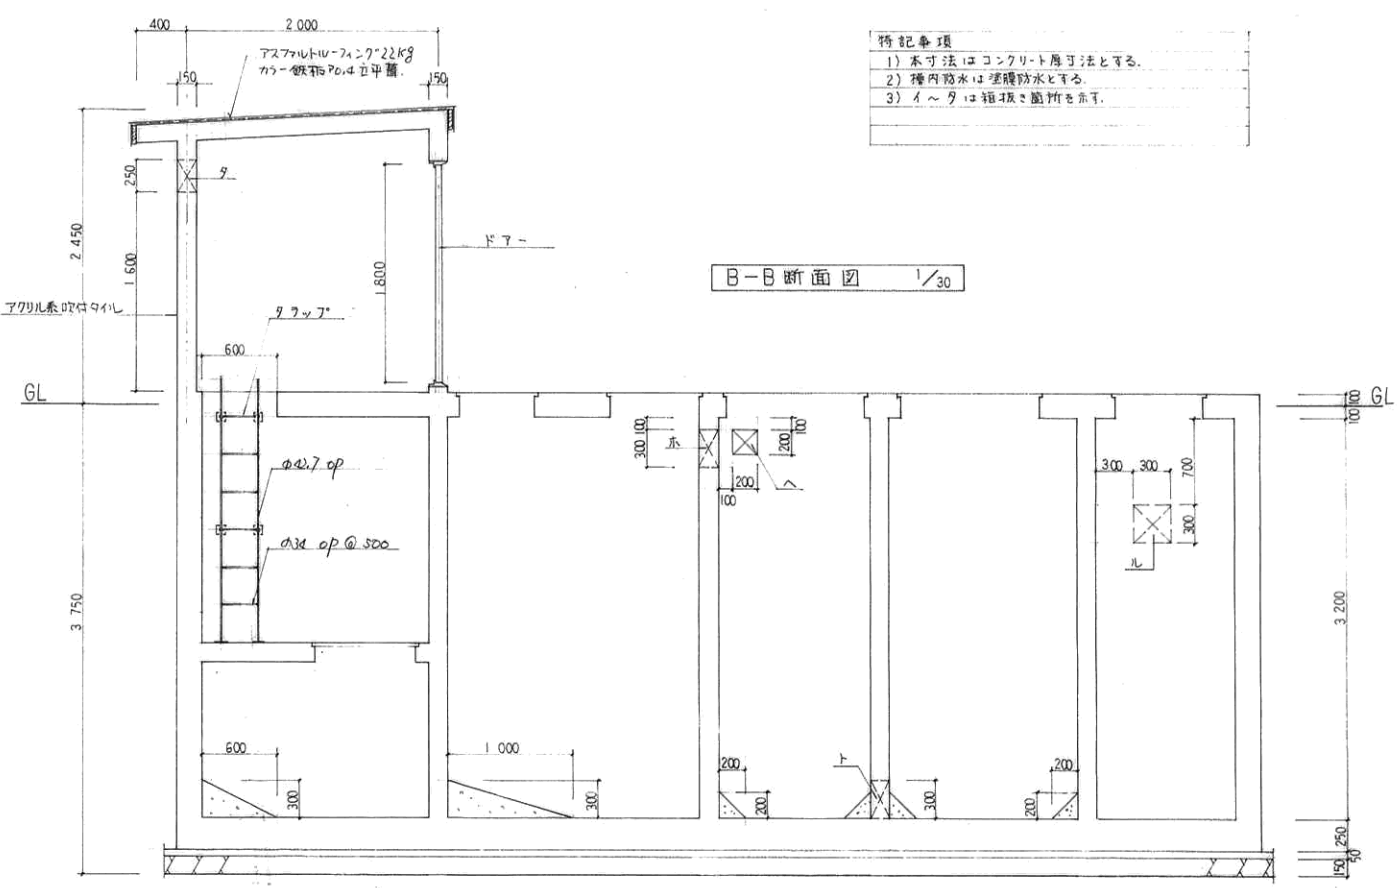 400
2 000
アスファルトルーフィング22kg
カラー鉄板 P0.4 立平葺.
150
150
特記事項
1) 本寸法はコンクリート厚寸法とする.
2) 槽内防水は塗膜防水とする.
3) イ〜タは箱抜き箇所を示す.
250
タ
2 450
1 600
1 800
ドアー
B-B断面図 1/30
アクリル系吹付タイル
タラップ
600
GL
GL
100
100
φ42.7 OP
φ34 OP @ 300
100
300
ホ
200
100
200
100
ヘ
300
300
700
300
ル
3 750
3 200
600
300
1 000
300
200
200
ト
300
200
200
250
50
150